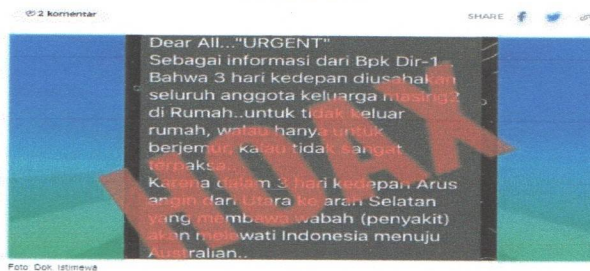 2 komentar
SHARE
Dear All..."URGENT"
Sebagai informasi dari Bpk Dir-1
Bahwa 3 hari kedepan diusahakan
seluruh anggota keluarga masing2
di Rumah..untuk tidak keluar
rumah, walau hanya untuk
berjemur, kalau tidak sangat
terpaksa...
Karena dalam 3 hari kedepan Arus
angin dari Utara ke arah Selatan
yang membawa wabah (penyakit)
akan melewati Indonesia menuju
Australian..
HOAX
Foto: Dok. Istimewa